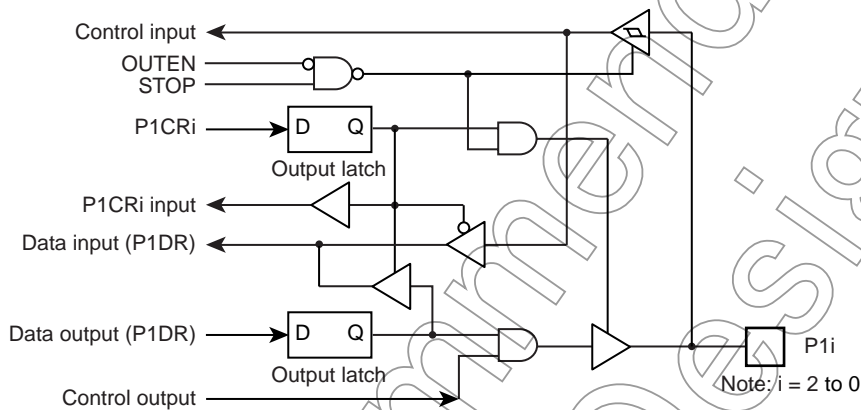 Control input
OUTEN
STOP
P1CRi
D Q
Output latch
P1CRi input
Data input (P1DR)
Data output (P1DR)
D Q
Output latch
Control output
P1i
Note: i = 2 to 0